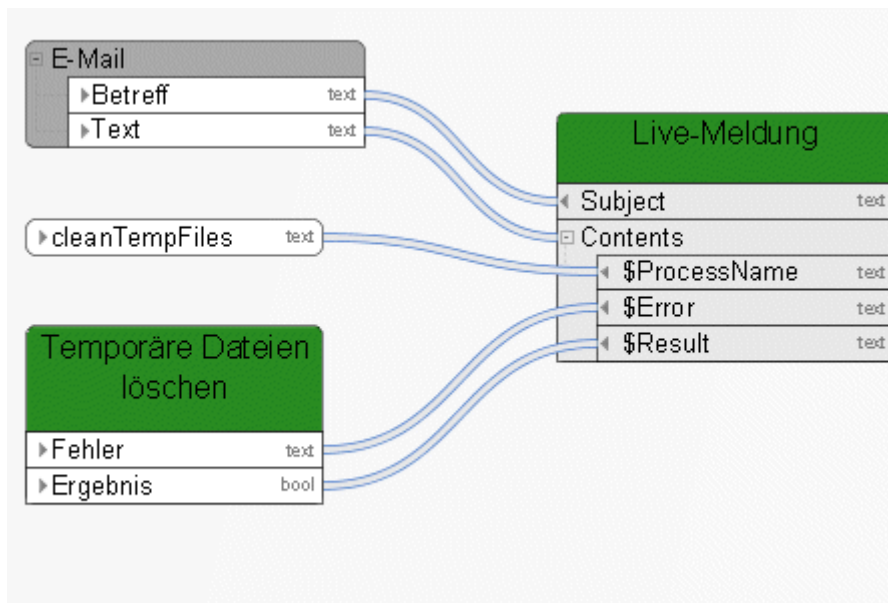 E-Mail
Betreff text
Text text
cleanTempFiles text
Temporäre Dateien
löschen
Fehler text
Ergebnis bool
Live-Meldung
Subject text
Contents
$ProcessName text
$Error text
$Result text